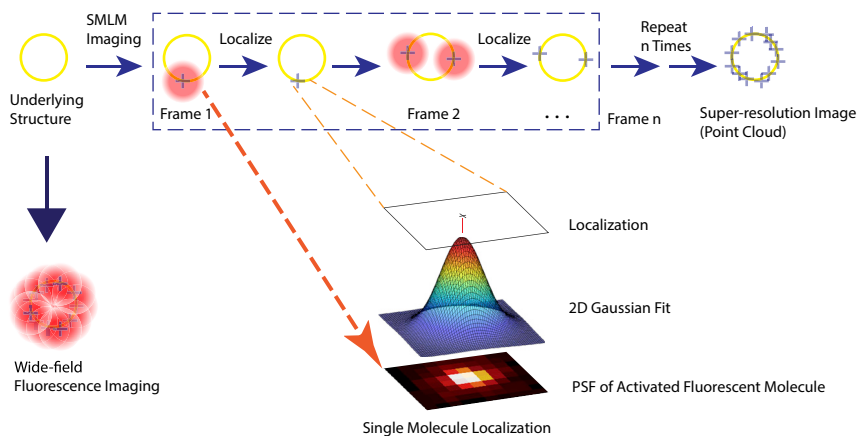 SMLM
Imaging
Localize
Localize
Repeat
n Times
Underlying
Structure
Frame 1
Frame 2
. . .
Frame n
Super-resolution Image
(Point Cloud)
Localization
2D Gaussian Fit
Wide-field
Fluorescence Imaging
PSF of Activated Fluorescent Molecule
Single Molecule Localization